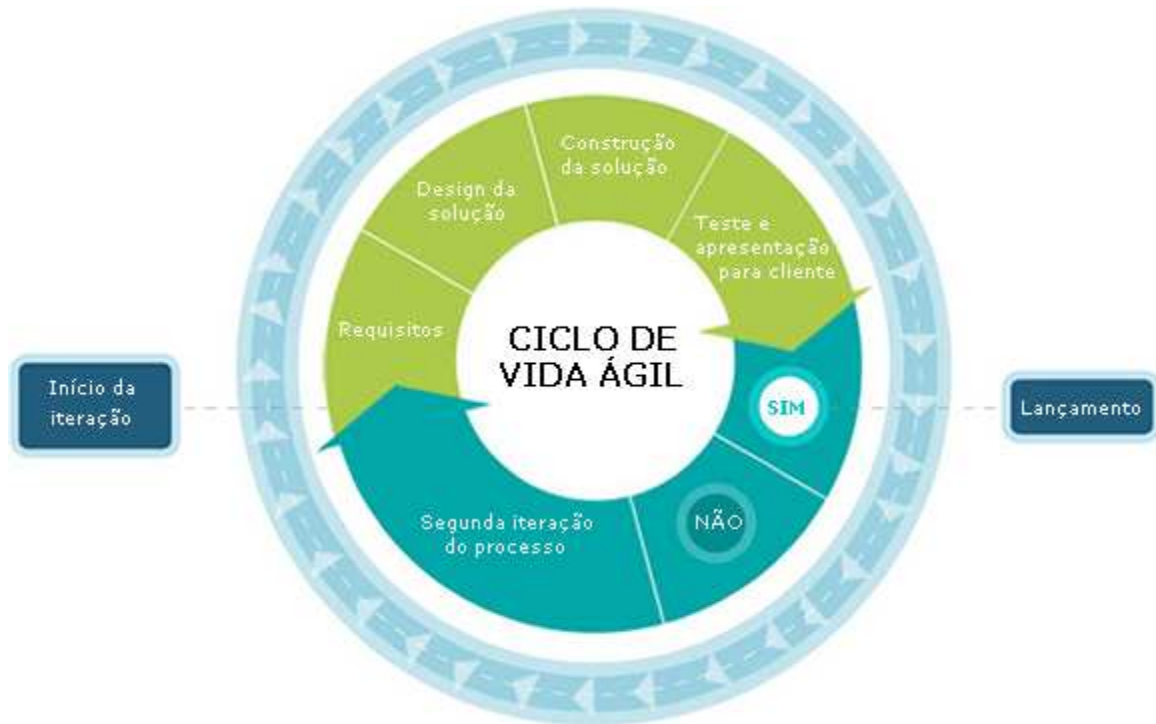 Construção
da solução
Design da
solução
Teste e
apresentação
para cliente
Requisitos
CICLO DE
VIDA ÁGIL
Início da
iteração
SIM
Lançamento
Segunda iteração
do processo
NÃO